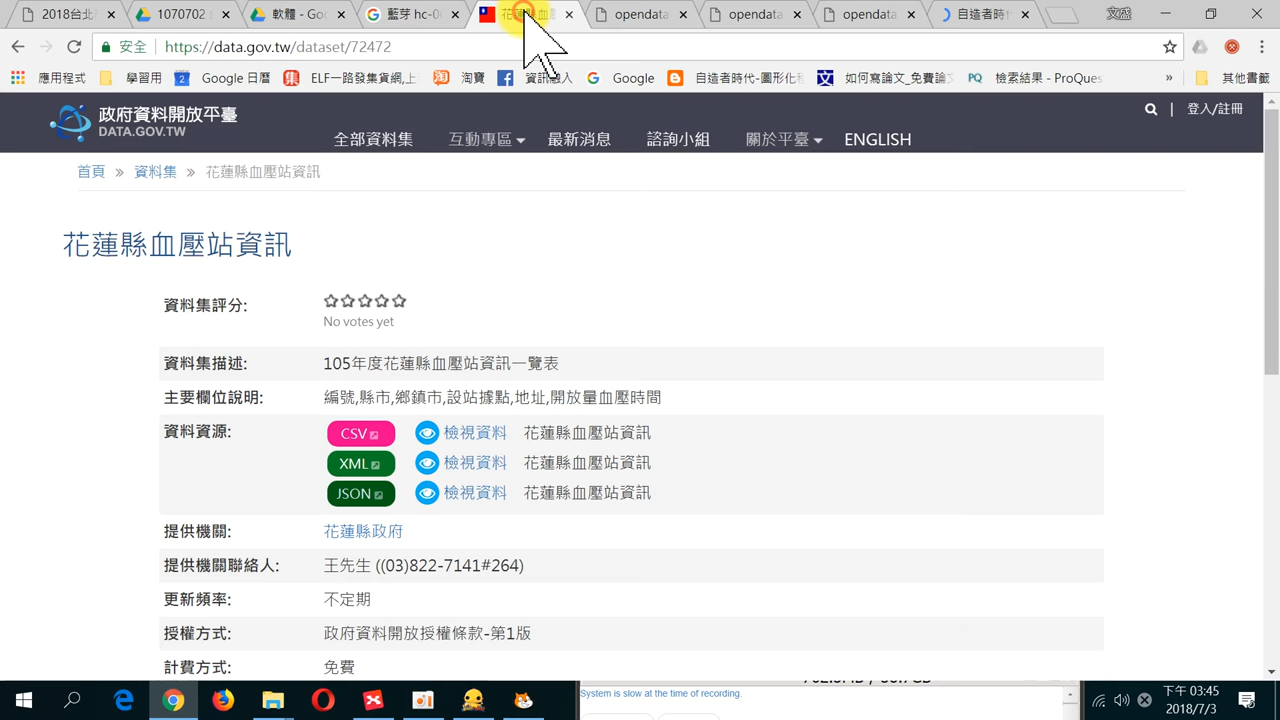 2018台北
1070702
軟體 - Go
藍芽 hc-0
花蓮縣血
opendata
opendata
opendata
自造者時
文盛
安全
https://data.gov.tw/dataset/72472
應用程式
學習用
Google 日曆
ELF一路發集貨網,上
淘寶
資訊融入
Google
自造者時代-圖形化
如何寫論文_免費論
檢索結果 - ProQues
»
其他書籤
政府資料開放平臺
DATA.GOV.TW
登入/註冊
全部資料集
互動專區
最新消息
諮詢小組
關於平臺
ENGLISH
首頁 » 資料集 » 花蓮縣血壓站資訊
花蓮縣血壓站資訊
資料集評分:
No votes yet
資料集描述: 105年度花蓮縣血壓站資訊一覽表
主要欄位說明: 編號,縣市,鄉鎮市,設站據點,地址,開放量血壓時間
資料資源: CSV 檢視資料 花蓮縣血壓站資訊
XML 檢視資料 花蓮縣血壓站資訊
JSON 檢視資料 花蓮縣血壓站資訊
提供機關: 花蓮縣政府
提供機關聯絡人: 王先生 ((03)822-7141#264)
更新頻率: 不定期
授權方式: 政府資料開放授權條款-第1版
計費方式: 免費
System is slow at the time of recording.
下午 03:45
2018/7/3